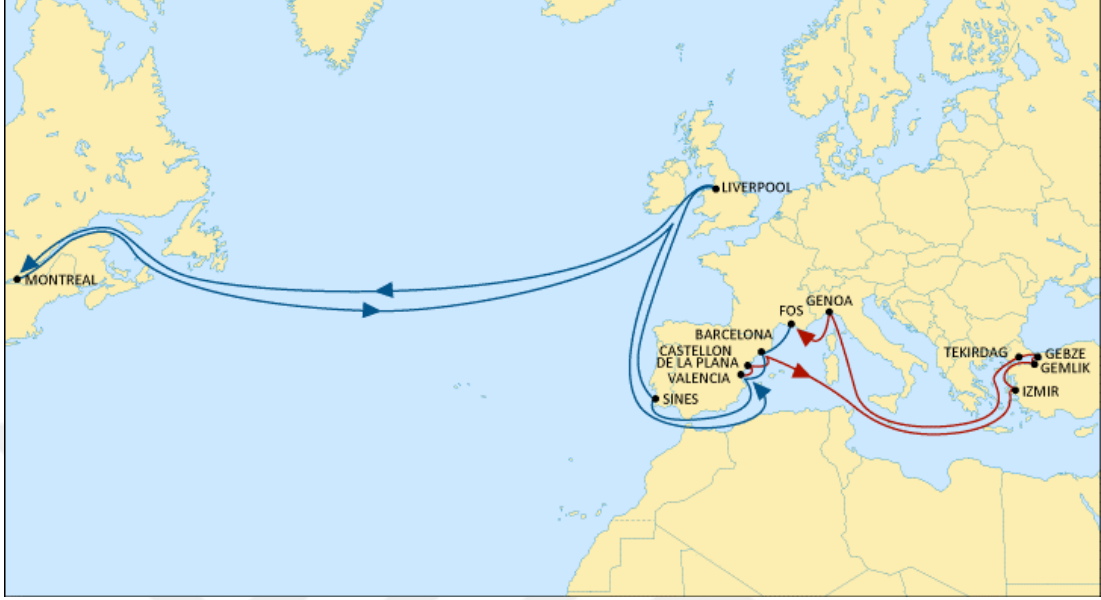 LIVERPOOL
MONTREAL
GENOA
FOS
BARCELONA
CASTELLON
DE LA PLANA
VALENCIA
SINES
TEKIRDAG
GEBZE
GEMLIK
IZMIR